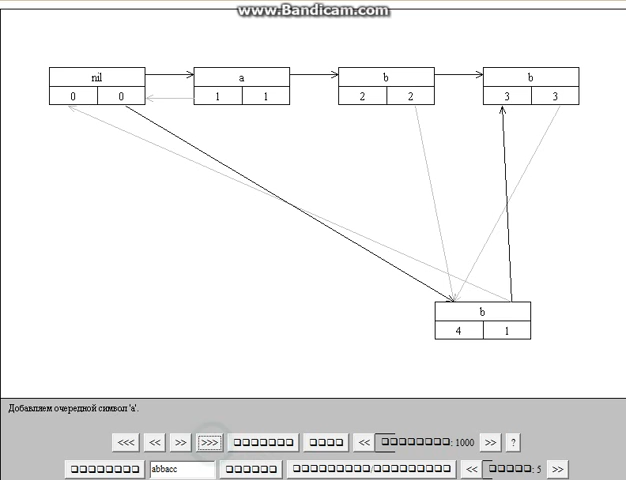 www.Bandicam.com
nil a b b
0 0 1 1 2 2 3 3
b
4 1
Добавляем очередной символ 'a'.
<<< << >> >>> << : 1000 >> ?
abbacc << : 5 >>